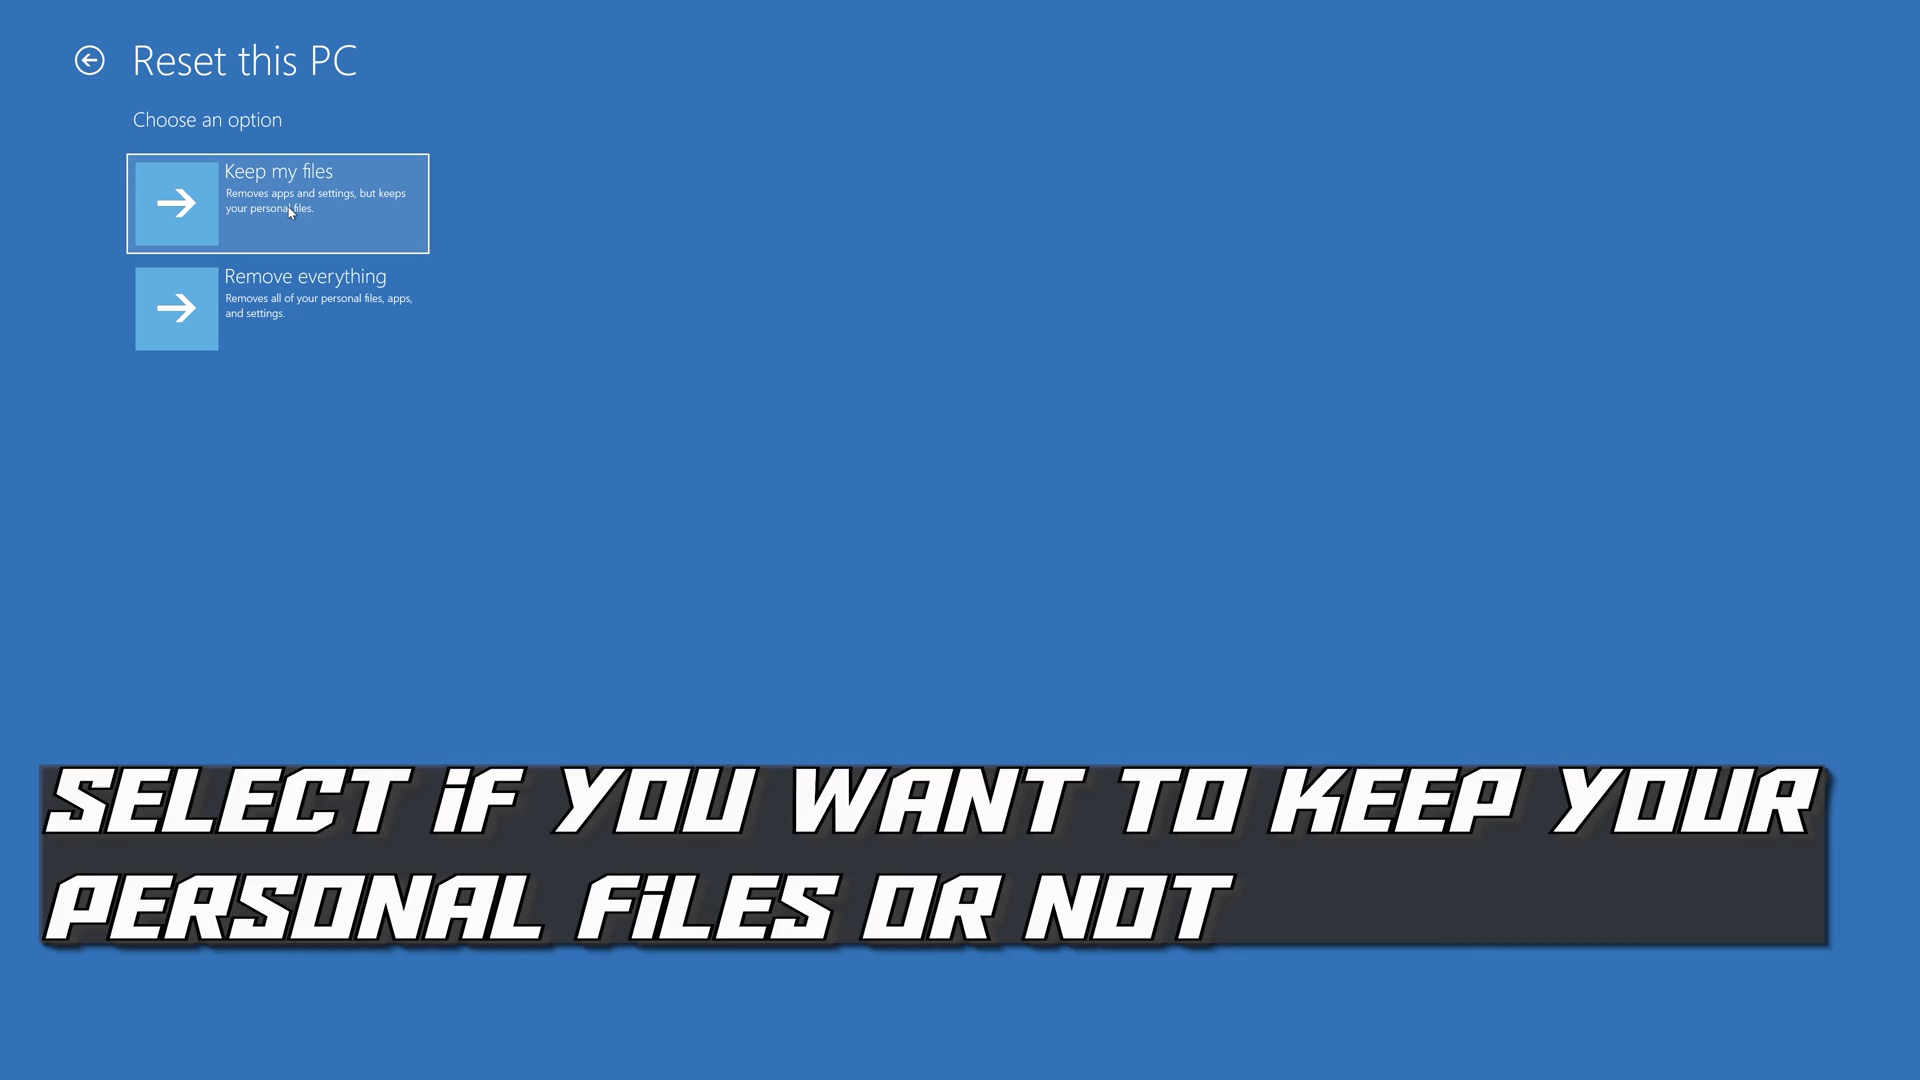 Reset this PC
Choose an option
Keep my files
Removes apps and settings, but keeps
your personal files.
Remove everything
Removes all of your personal files, apps,
and settings.
SELECT iF YOU WANT TO KEEP YOUR
PERSONAL FiLES OR NOT